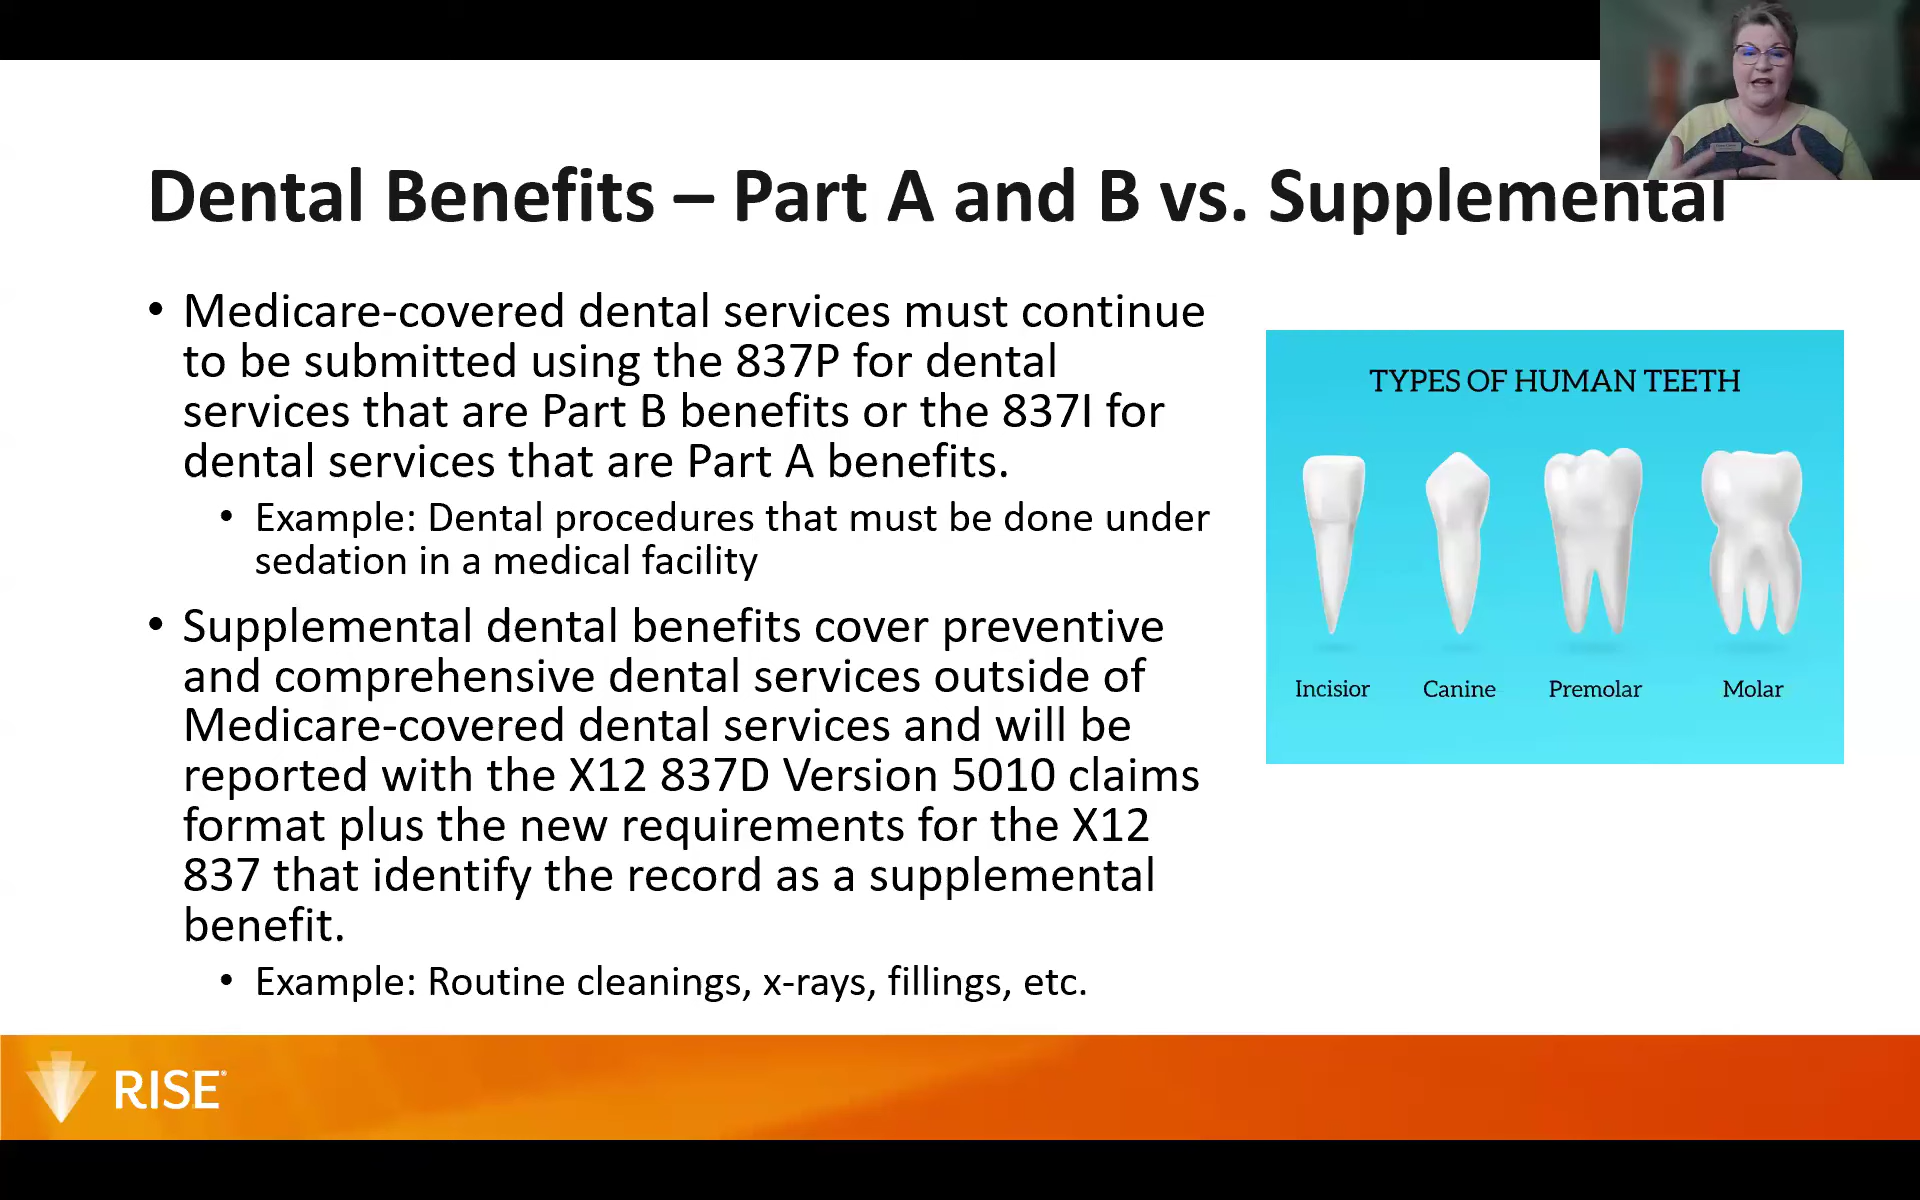 Dental Benefits – Part A and B vs. Supplemental
• Medicare-covered dental services must continue
to be submitted using the 837P for dental
services that are Part B benefits or the 837I for
dental services that are Part A benefits.
• Example: Dental procedures that must be done under
sedation in a medical facility
• Supplemental dental benefits cover preventive
and comprehensive dental services outside of
Medicare-covered dental services and will be
reported with the X12 837D Version 5010 claims
format plus the new requirements for the X12
837 that identify the record as a supplemental
benefit.
• Example: Routine cleanings, x-rays, fillings, etc.
TYPES OF HUMAN TEETH
Incisior
Canine
Premolar
Molar
RISE